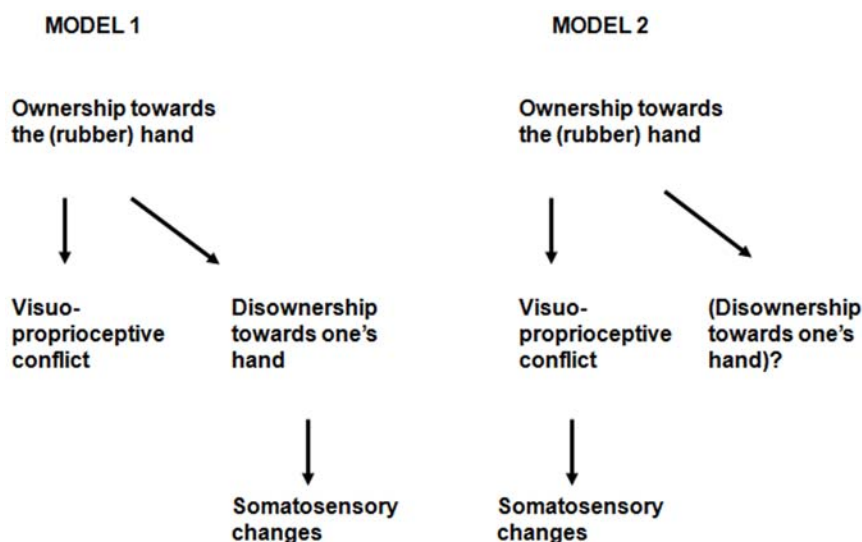 MODEL 1
Ownership towards
the (rubber) hand
Visuo-
proprioceptive
conflict
Disownership
towards one's
hand
Somatosensory
changes
MODEL 2
Ownership towards
the (rubber) hand
Visuo-
proprioceptive
conflict
(Disownership
towards one's
hand)?
Somatosensory
changes